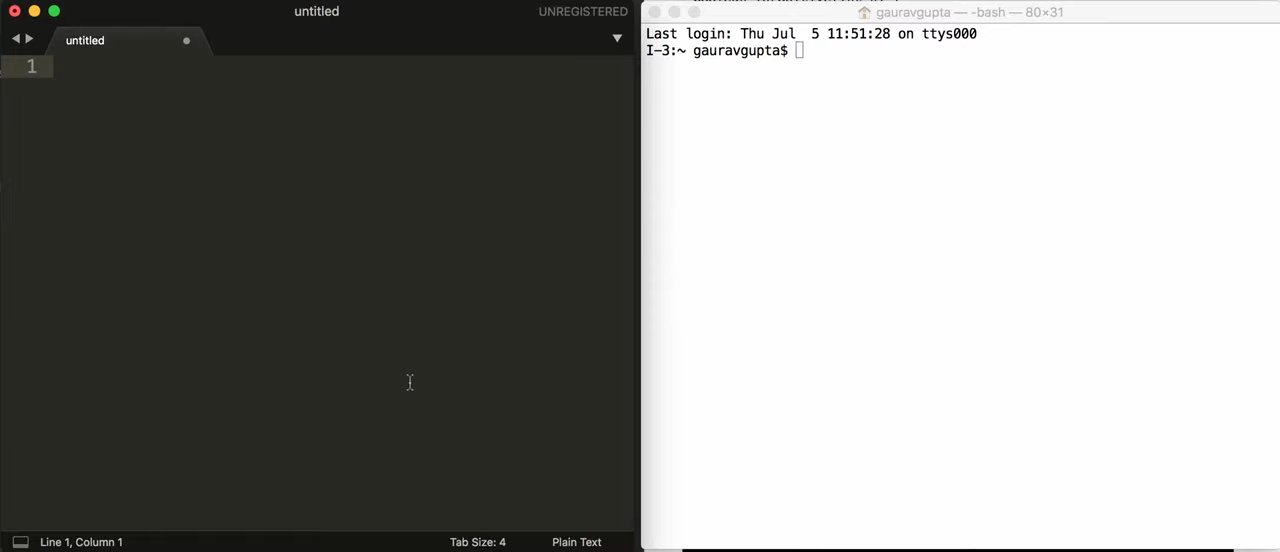 untitled
UNREGISTERED
untitled
1
Line 1, Column 1
Tab Size: 4
Plain Text
gauravgupta — -bash — 80×31
Last login: Thu Jul  5 11:51:28 on ttys000
I-3:~ gauravgupta$